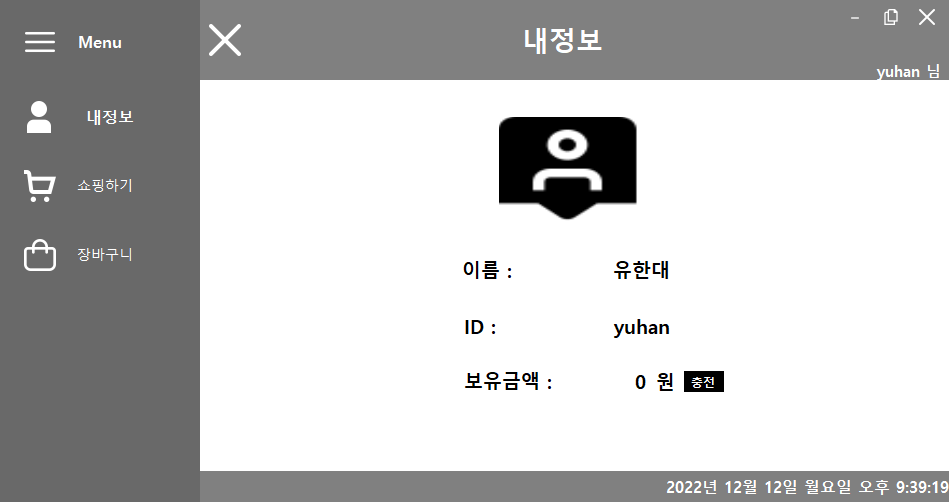 Menu
내정보
쇼핑하기
장바구니
내정보
yuhan 님
이름 : 유한대
ID : yuhan
보유금액 : 0 원 충전
2022년 12월 12일 월요일 오후 9:39:19